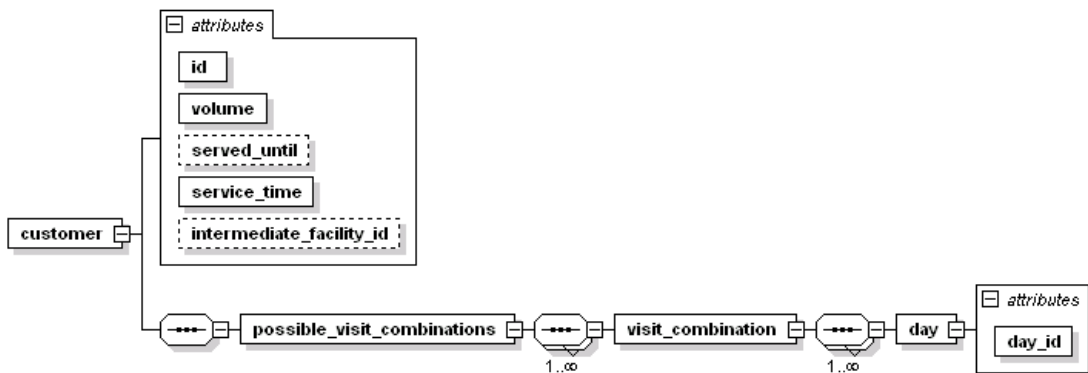 attributes
id
volume
served_until
service_time
intermediate_facility_id
customer
possible_visit_combinations
1..∞
visit_combination
1..∞
day
attributes
day_id